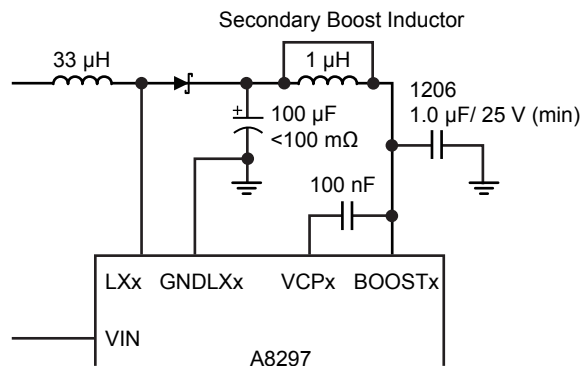 Secondary Boost Inductor
33 µH
1 µH
1206
1.0 µF/ 25 V (min)
+
100 µF
<100 mΩ
100 nF
LXx
GNDLXx
VCPx
BOOSTx
VIN
A8297